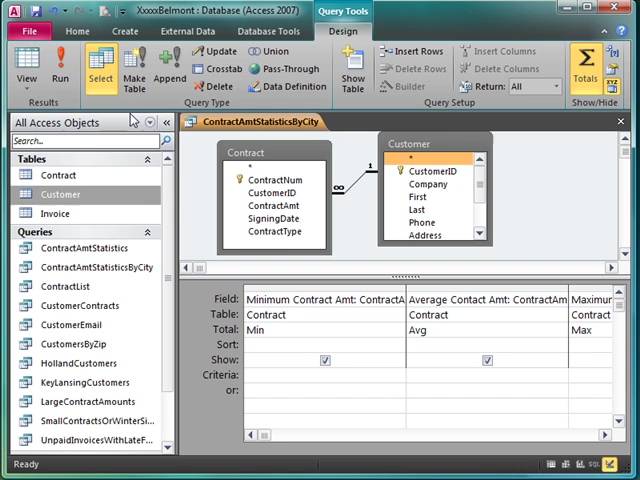 XxxxxBelmont : Database (Access 2007)
Query Tools
File
Home
Create
External Data
Database Tools
Design
View
Run
Results
Select
Make Table
Append
Update
Crosstab
Delete
Union
Pass-Through
Data Definition
Query Type
Show Table
Insert Rows
Delete Rows
Builder
Insert Columns
Delete Columns
Return: All
Query Setup
Totals
Show/Hide
All Access Objects
Search...
Tables
Contract
Customer
Invoice
Queries
ContractAmtStatistics
ContractAmtStatisticsByCity
ContractList
CustomerContracts
CustomerEmail
CustomersByZip
HollandCustomers
KeyLansingCustomers
LargeContractAmounts
SmallContractsOrWinterSi...
UnpaidInvoicesWithLateF...
ContractAmtStatisticsByCity
Contract
*
ContractNum
CustomerID
ContractAmt
SigningDate
ContractType
∞
1
Customer
*
CustomerID
Company
First
Last
Phone
Address
Field: Minimum Contract Amt: ContractA Average Contact Amt: ContractAm Maximum
Table: Contract Contract Contract
Total: Min Avg Max
Sort:
Show:
Criteria:
or:
Ready
SQL